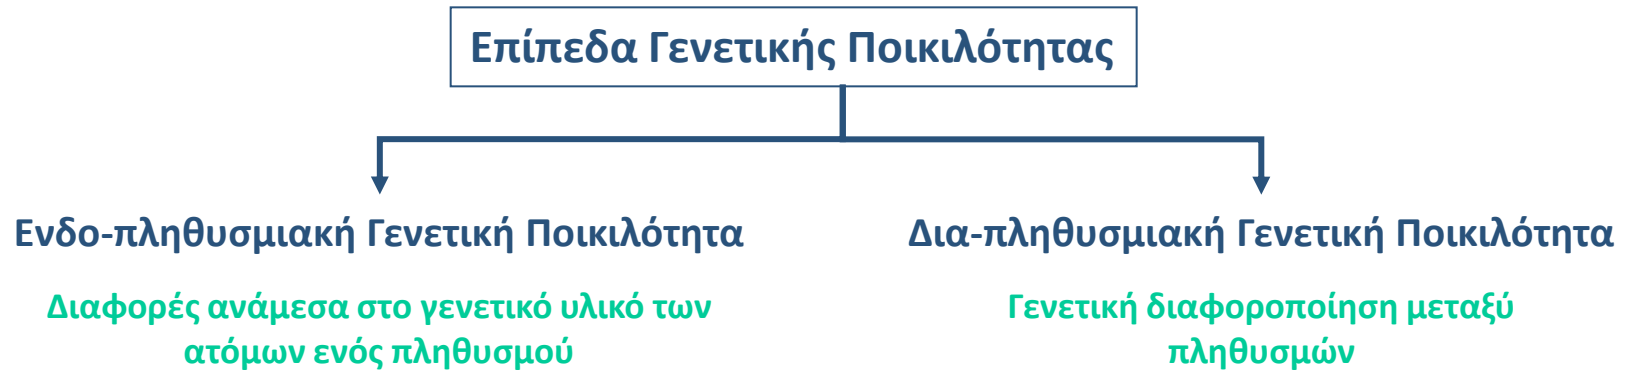 Επίπεδα Γενετικής Ποικιλότητας
Ενδο-πληθυσμιακή Γενετική Ποικιλότητα
Διαφορές ανάμεσα στο γενετικό υλικό των
ατόμων ενός πληθυσμού
Δια-πληθυσμιακή Γενετική Ποικιλότητα
Γενετική διαφοροποίηση μεταξύ
πληθυσμών